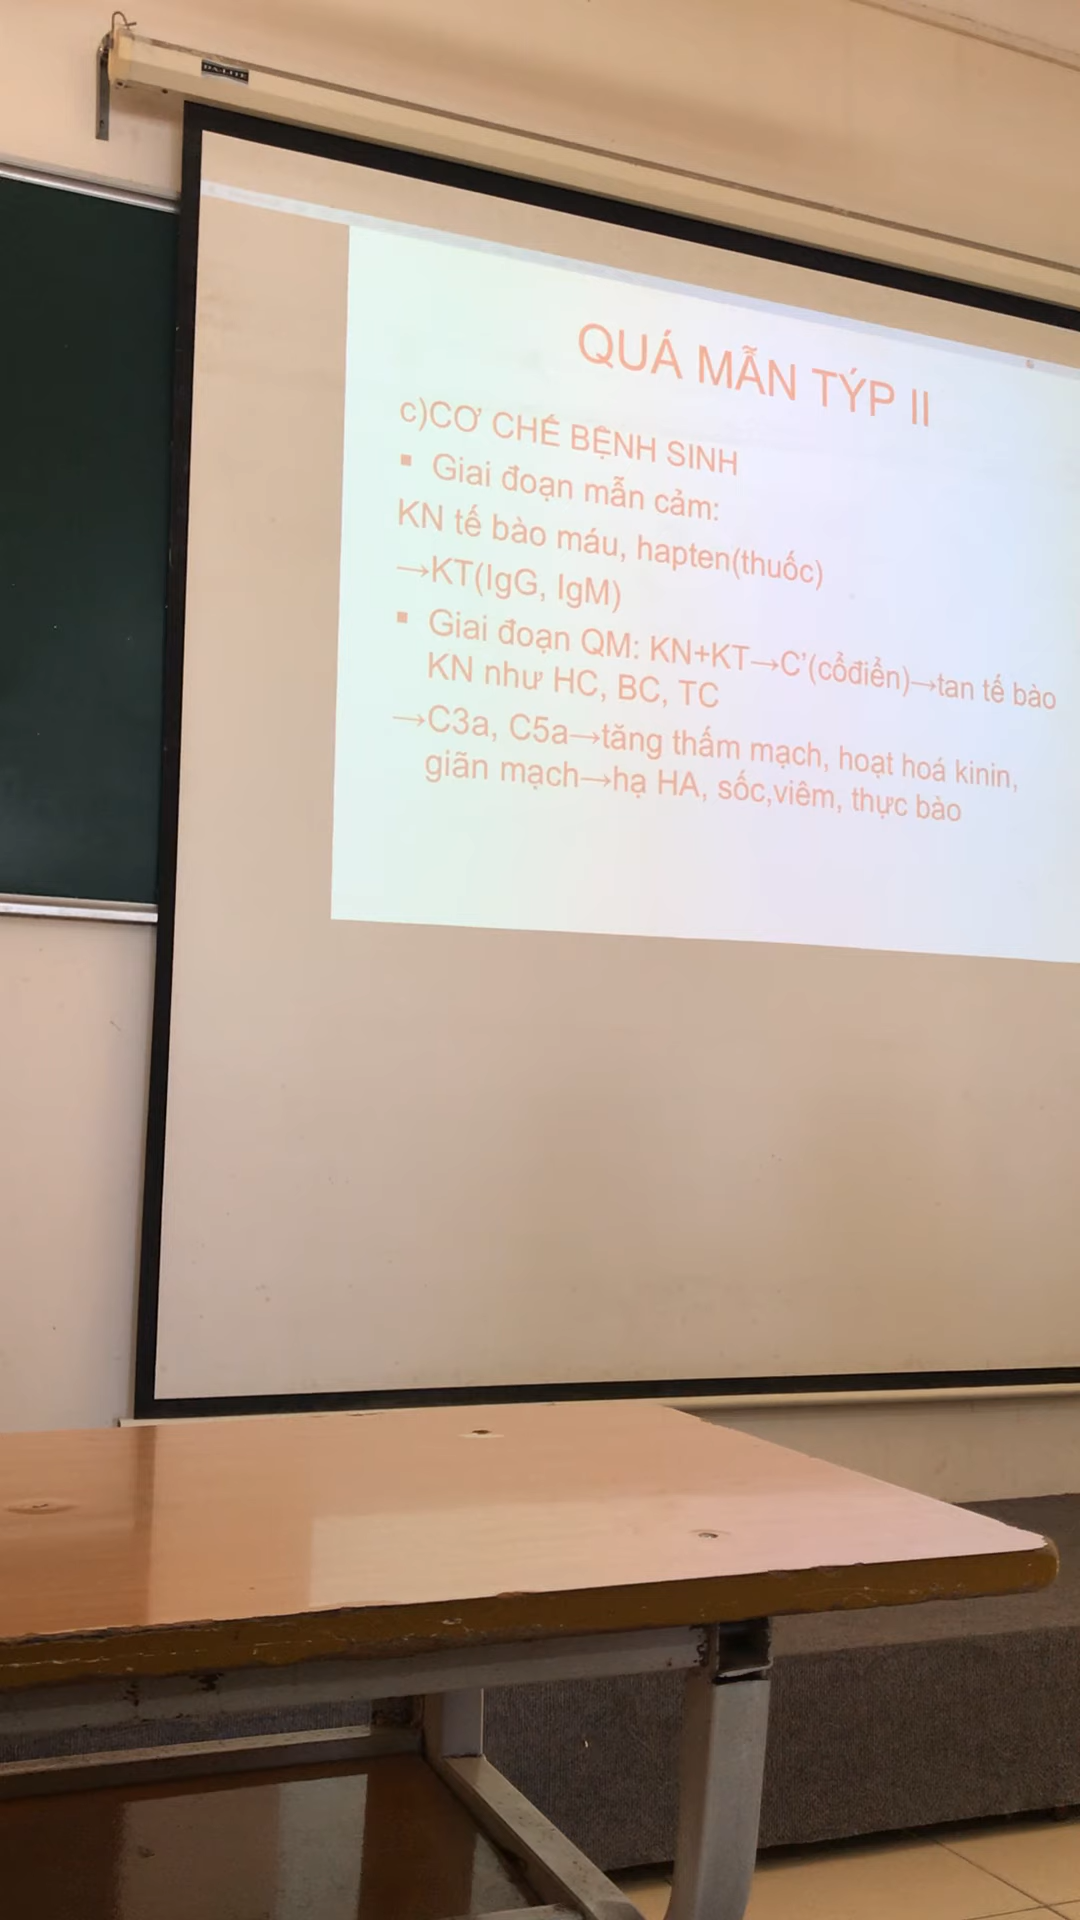 DA-LITE
QUÁ MẪN TÝP II
c)CƠ CHẾ BỆNH SINH
▪ Giai đoạn mẫn cảm:
KN tế bào máu, hapten(thuốc)
→KT(IgG, IgM)
▪ Giai đoạn QM: KN+KT→C’(cổđiển)→tan tế bào
KN như HC, BC, TC
→C3a, C5a→tăng thấm mạch, hoạt hoá kinin,
giãn mạch→hạ HA, sốc,viêm, thực bào